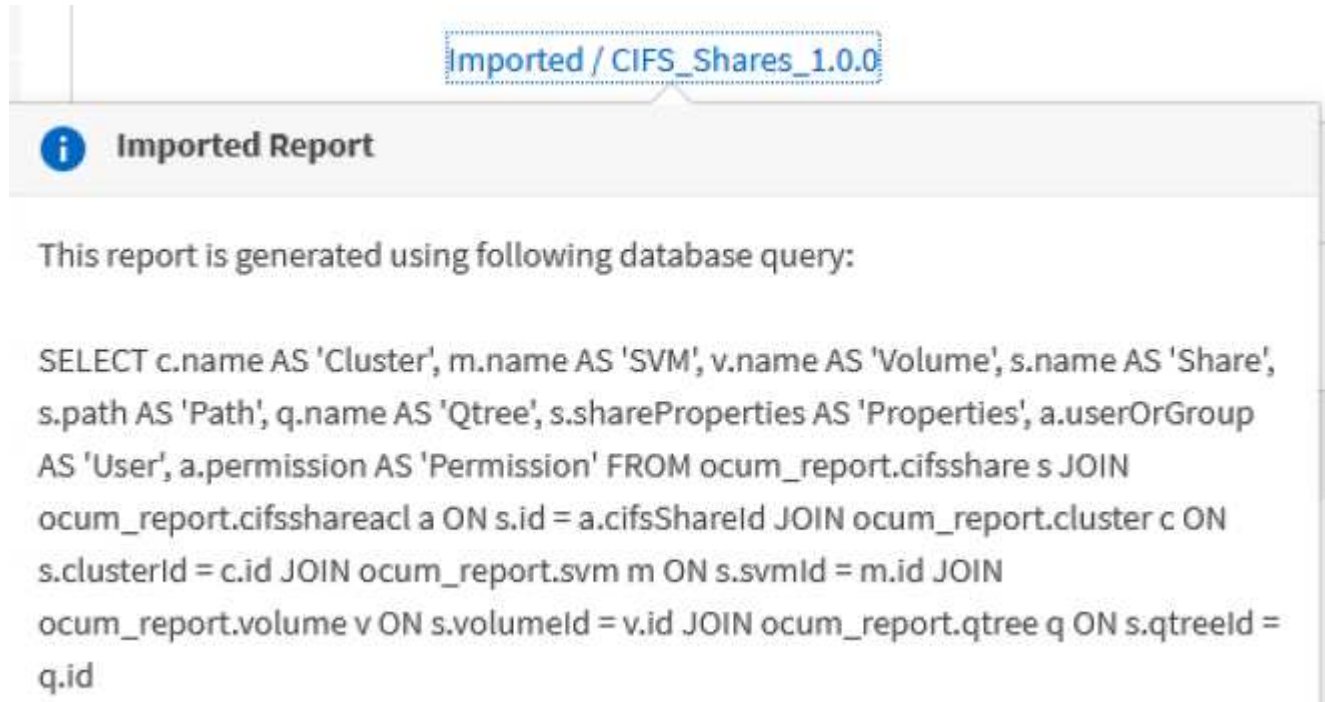 Imported / CIFS_Shares_1.0.0
Imported Report
This report is generated using following database query:
SELECT c.name AS 'Cluster', m.name AS 'SVM', v.name AS 'Volume', s.name AS 'Share',
s.path AS 'Path', q.name AS 'Qtree', s.shareProperties AS 'Properties', a.userOrGroup
AS 'User', a.permission AS 'Permission' FROM ocum_report.cifsshare s JOIN
ocum_report.cifsshareacl a ON s.id = a.cifsShareId JOIN ocum_report.cluster c ON
s.clusterId = c.id JOIN ocum_report.svm m ON s.svmId = m.id JOIN
ocum_report.volume v ON s.volumeId = v.id JOIN ocum_report.qtree q ON s.qtreeId =
q.id